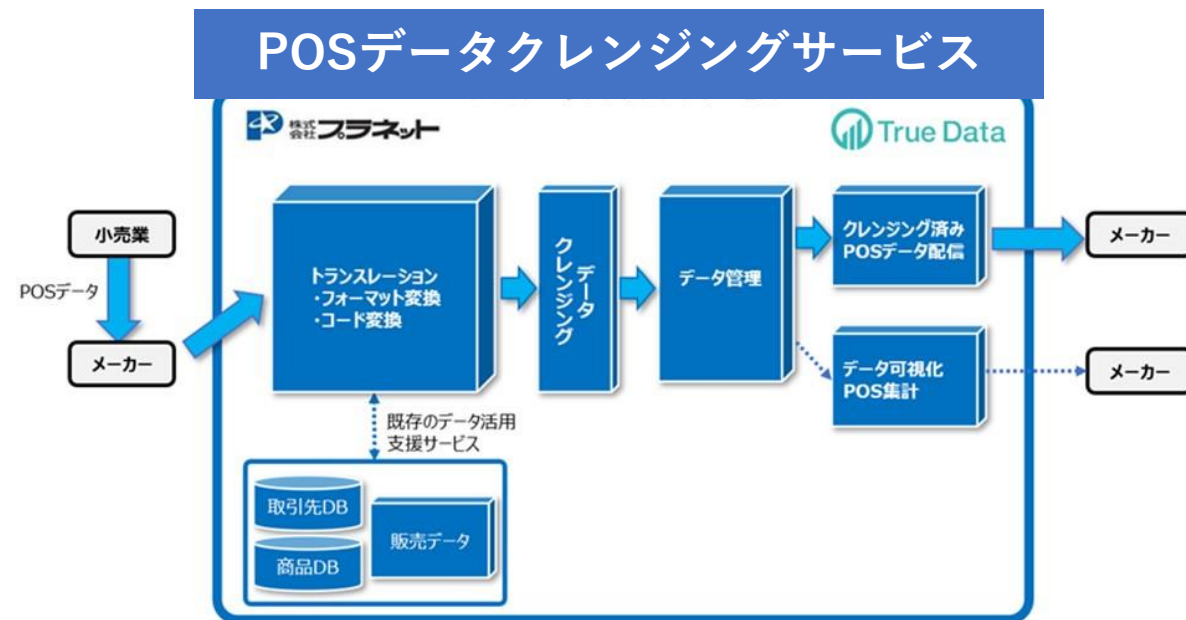 POSデータクレンジングサービス
株式会社プラネット
True Data
小売業
POSデータ
メーカー
トランスレーション
・フォーマット変換
・コード変換
データ
クレンジング
データ管理
クレンジング済み
POSデータ配信
メーカー
データ可視化
POS集計
メーカー
既存のデータ活用
支援サービス
取引先DB
商品DB
販売データ